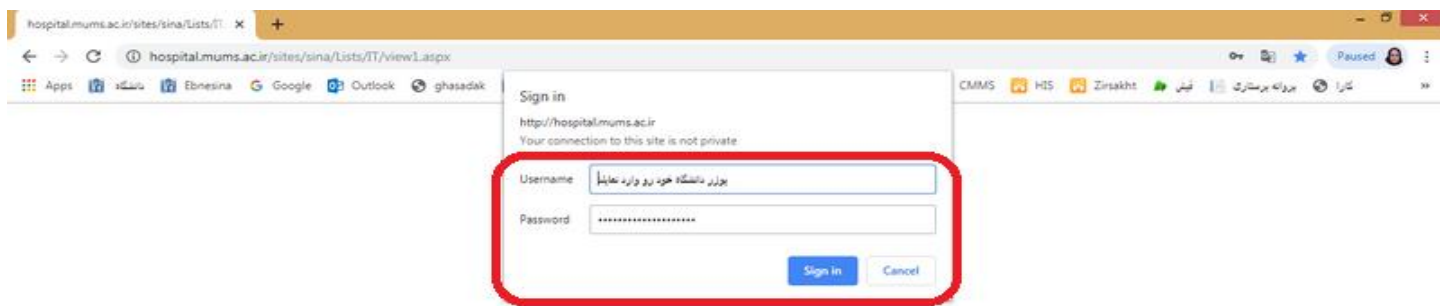 hospital.mums.ac.ir/sites/sina/Lists/IT
hospital.mums.ac.ir/sites/sina/Lists/IT/view1.aspx
Paused
Apps دانشگاه Ebnesina Google Outlook ghasadak CMMS HIS Zirsakht فیش پروانه پرستاری کارا
Sign in
http://hospital.mums.ac.ir
Your connection to this site is not private
Username یوزر دانشگاه خود رو وارد نمایند
Password ••••••••••••••••••••
Sign in Cancel